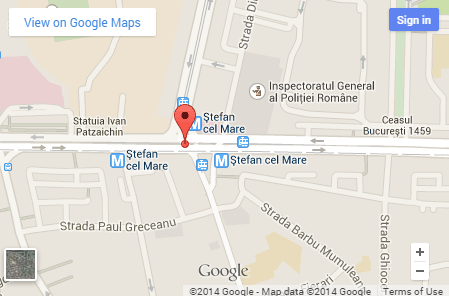 View on Google Maps
Sign in
Strada Di
Inspectoratul General
al Poliției Române
Statuia Ivan
Patzaichin
M Ștefan
cel Mare
Ceasul
București 1459
M Ștefan
cel Mare
M Ștefan cel Mare
Strada Paul Greceanu
Strada Barbu Mumulean
Strada Ghioc
Google
+
-
©2014 Google - Map data ©2014 Google
Terms of Use